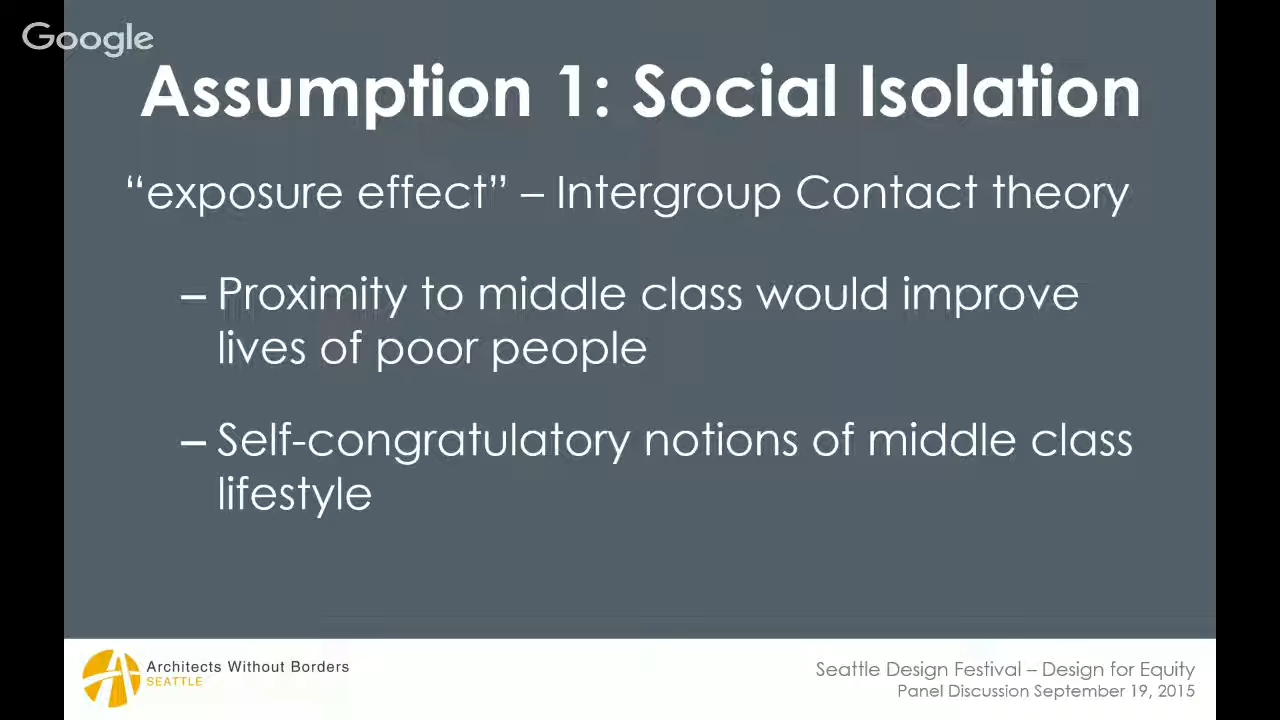 Google
Assumption 1: Social Isolation
“exposure effect” – Intergroup Contact theory
– Proximity to middle class would improve
lives of poor people
– Self-congratulatory notions of middle class
lifestyle
Architects Without Borders
SEATTLE
Seattle Design Festival – Design for Equity
Panel Discussion September 19, 2015